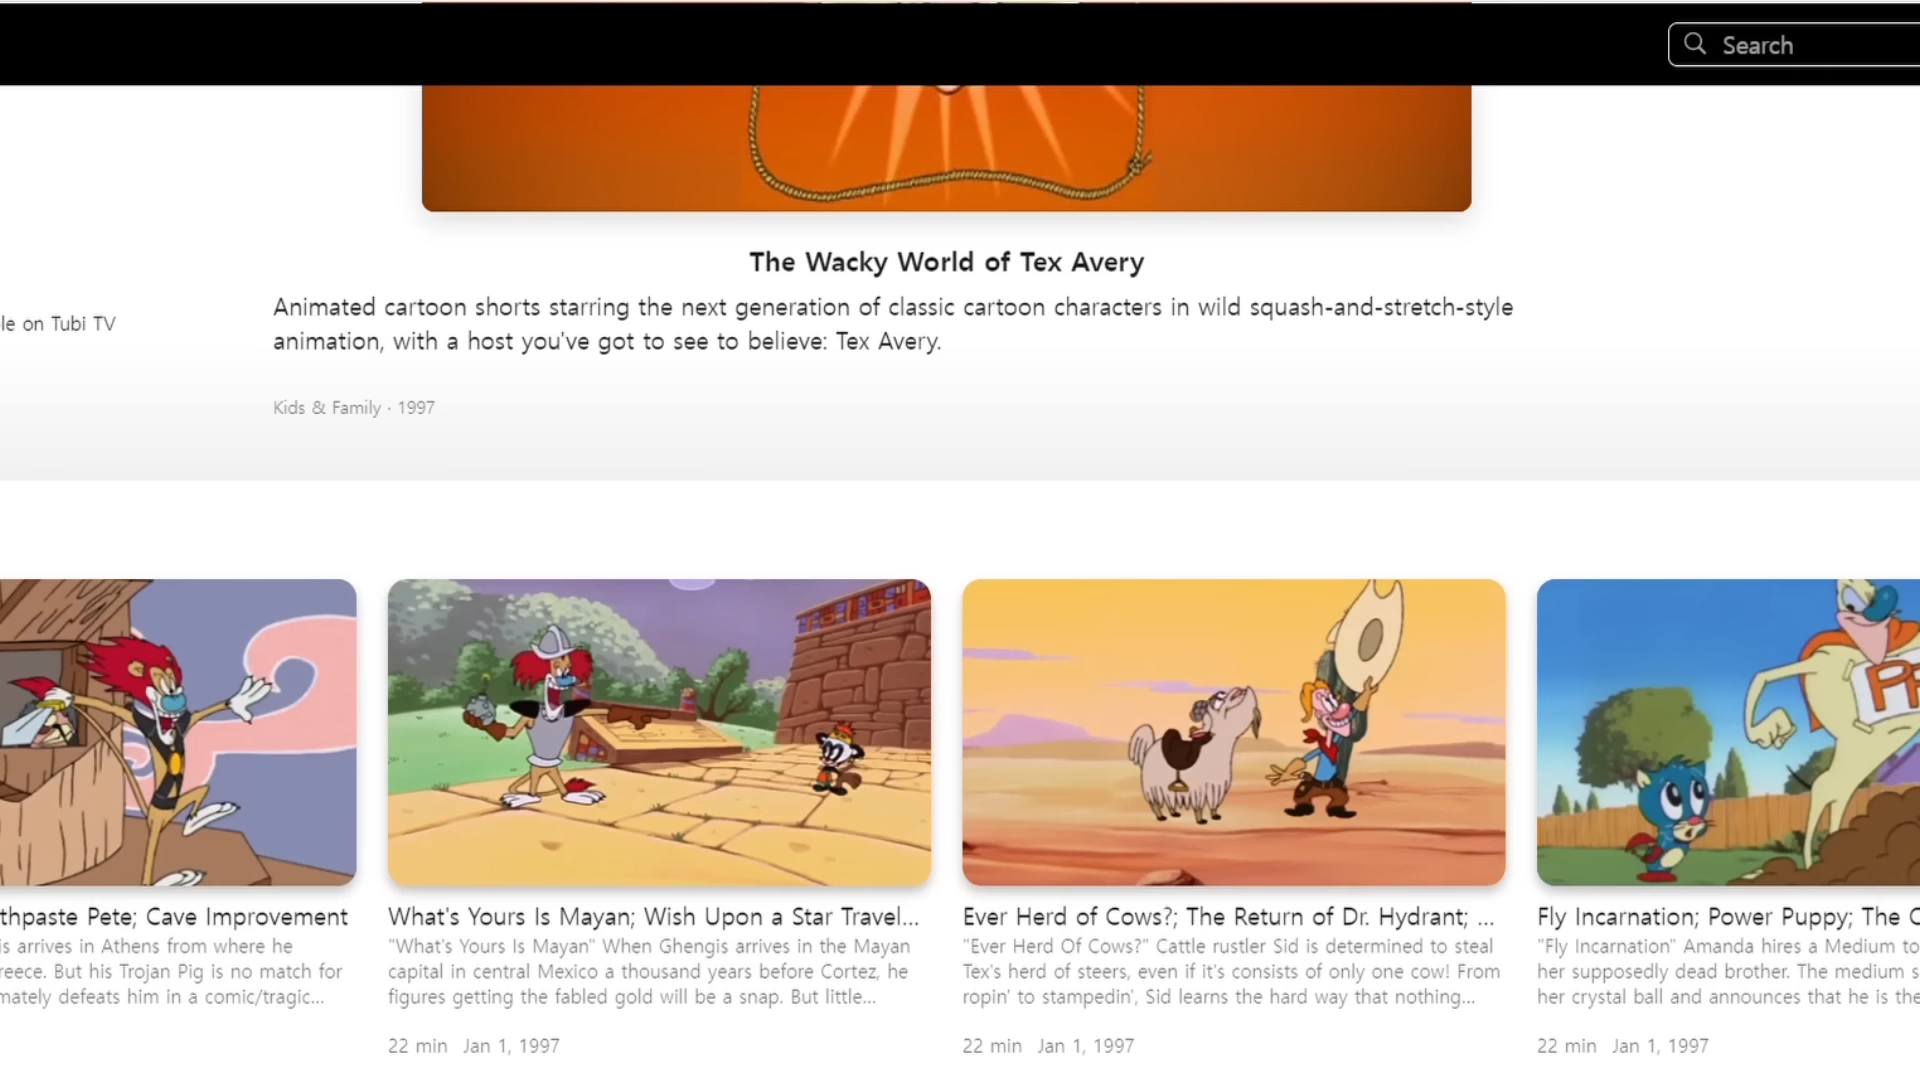 Search
The Wacky World of Tex Avery
Animated cartoon shorts starring the next generation of classic cartoon characters in wild squash-and-stretch-style
animation, with a host you've got to see to believe: Tex Avery.
le on Tubi TV
Kids & Family · 1997
thpaste Pete; Cave Improvement
is arrives in Athens from where he
reece. But his Trojan Pig is no match for
mately defeats him in a comic/tragic...
What's Yours Is Mayan; Wish Upon a Star Travel...
"What's Yours Is Mayan" When Ghengis arrives in the Mayan
capital in central Mexico a thousand years before Cortez, he
figures getting the fabled gold will be a snap. But little...
22 min Jan 1, 1997
Ever Herd of Cows?; The Return of Dr. Hydrant; ...
"Ever Herd Of Cows?" Cattle rustler Sid is determined to steal
Tex's herd of steers, even if it's consists of only one cow! From
ropin' to stampedin', Sid learns the hard way that nothing...
22 min Jan 1, 1997
Fly Incarnation; Power Puppy; The
"Fly Incarnation" Amanda hires a Medium to
her supposedly dead brother. The medium s
her crystal ball and announces that he is the
22 min Jan 1, 1997